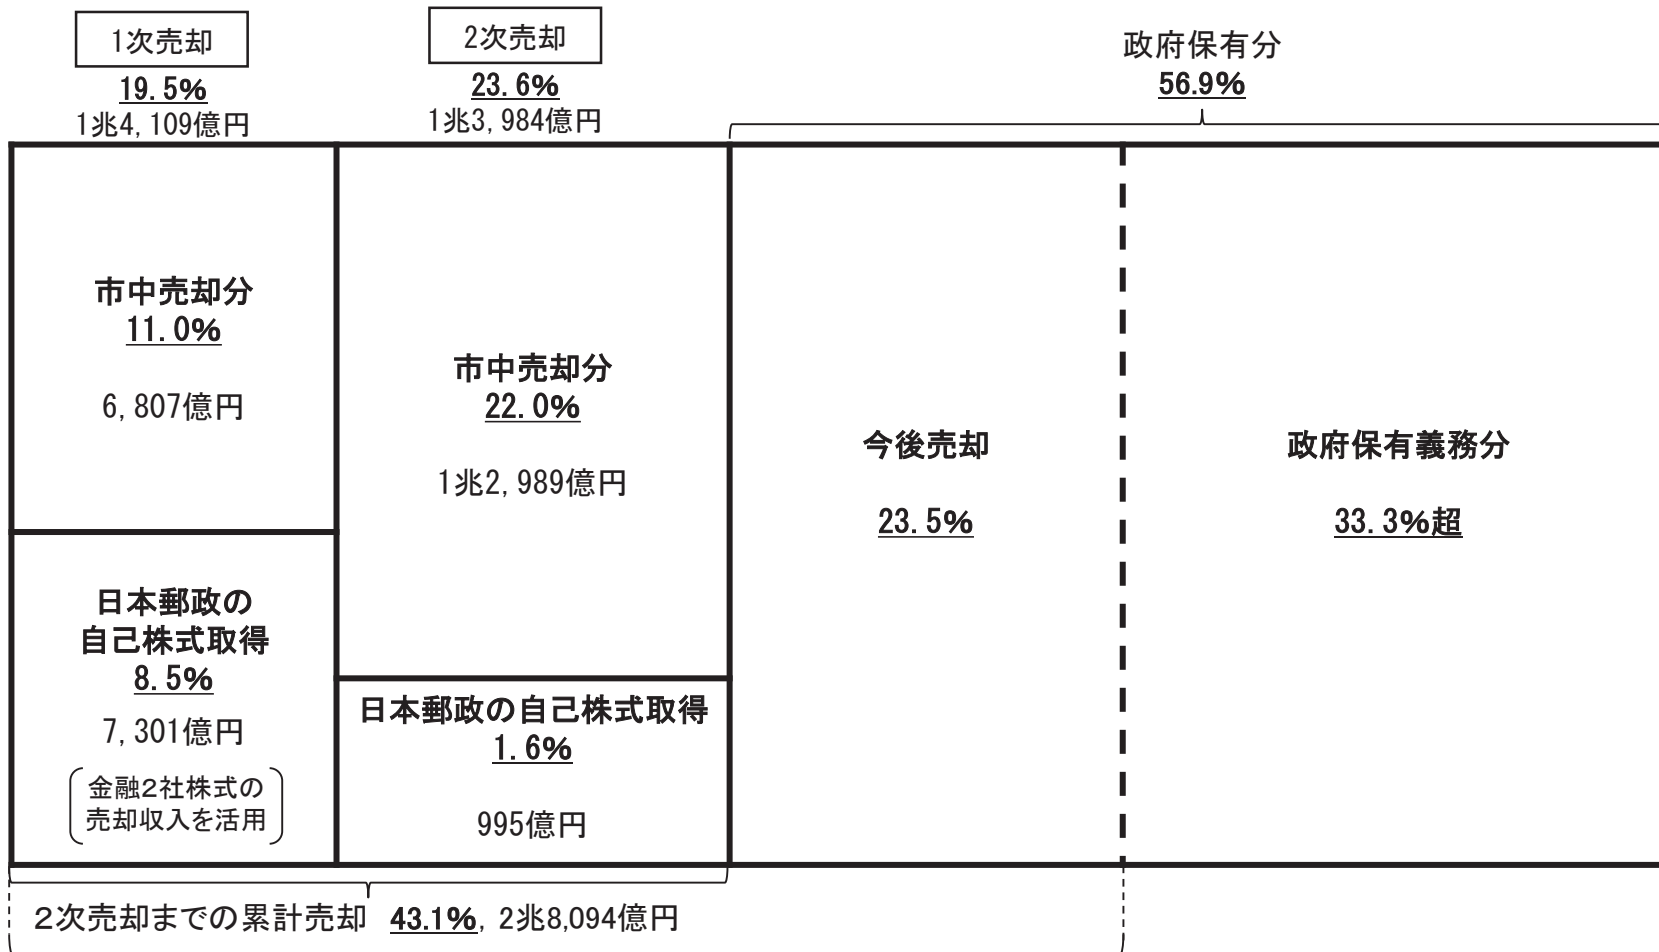 1次売却
19.5%
1兆4,109億円
2次売却
23.6%
1兆3,984億円
政府保有分
56.9%
市中売却分
11.0%
6,807億円
日本郵政の
自己株式取得
8.5%
7,301億円
金融2社株式の
売却収入を活用
市中売却分
22.0%
1兆2,989億円
日本郵政の自己株式取得
1.6%
995億円
今後売却
23.5%
政府保有義務分
33.3%超
2次売却までの累計売却 43.1%, 2兆8,094億円